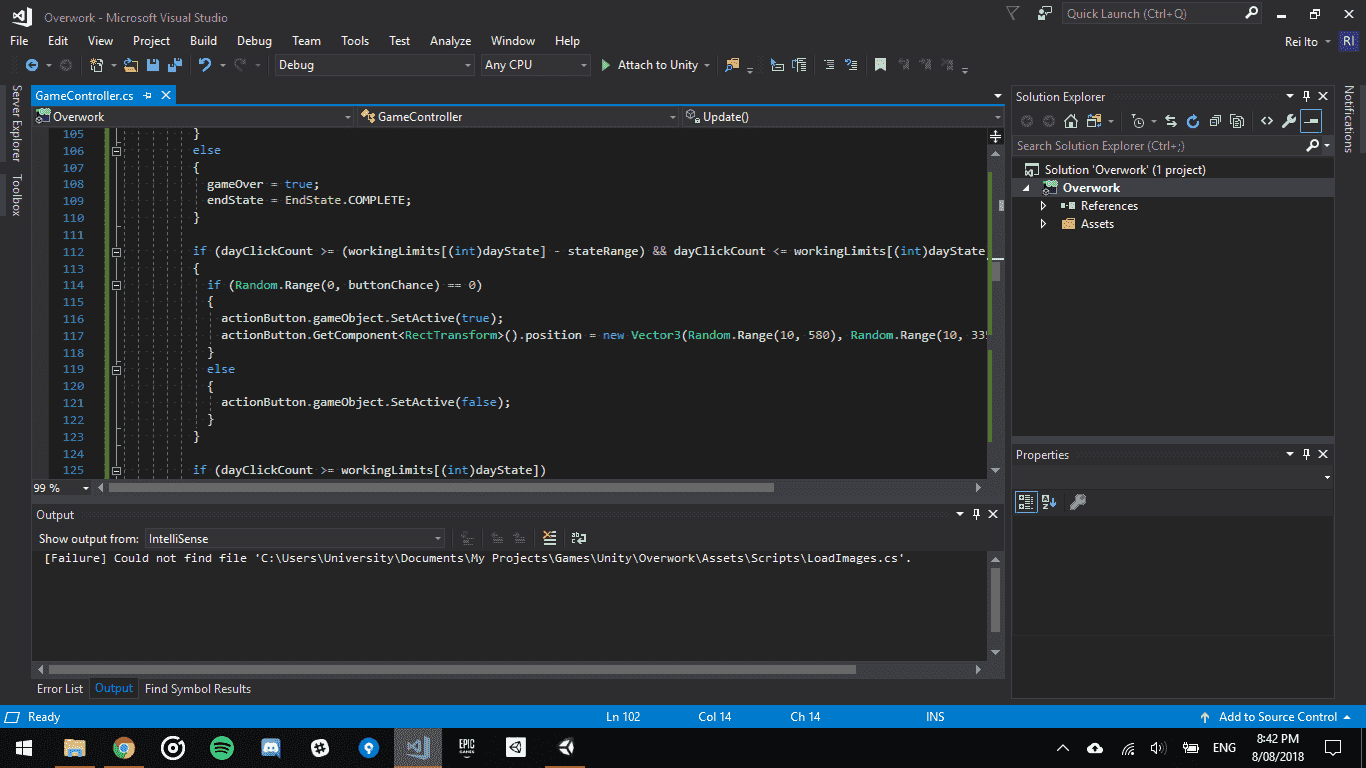 Overwork - Microsoft Visual Studio
Quick Launch (Ctrl+Q)
File Edit View Project Build Debug Team Tools Test Analyze Window Help
Rei Ito
RI
Debug
Any CPU
Attach to Unity
Server Explorer
Toolbox
GameController.cs
Overwork
GameController
Update()
105 }
106 else
107 {
108 gameOver = true;
109 endState = EndState.COMPLETE;
110 }
111
112 if (dayClickCount >= (workingLimits[(int)dayState] - stateRange) && dayClickCount <= workingLimits[(int)dayState
113 {
114 if (Random.Range(0, buttonChance) == 0)
115 {
116 actionButton.gameObject.SetActive(true);
117 actionButton.GetComponent<RectTransform>().position = new Vector3(Random.Range(10, 580), Random.Range(10, 335
118 }
119 else
120 {
121 actionButton.gameObject.SetActive(false);
122 }
123 }
124
125 if (dayClickCount >= workingLimits[(int)dayState])
99 %
Output
Show output from: IntelliSense
[Failure] Could not find file 'C:\Users\University\Documents\My Projects\Games\Unity\Overwork\Assets\Scripts\LoadImages.cs'.
Error List Output Find Symbol Results
Solution Explorer
Search Solution Explorer (Ctrl+;)
Solution 'Overwork' (1 project)
Overwork
References
Assets
Properties
Notifications
Ready
Ln 102
Col 14
Ch 14
INS
Add to Source Control
EPIC
GAMES
ENG
8:42 PM
8/08/2018